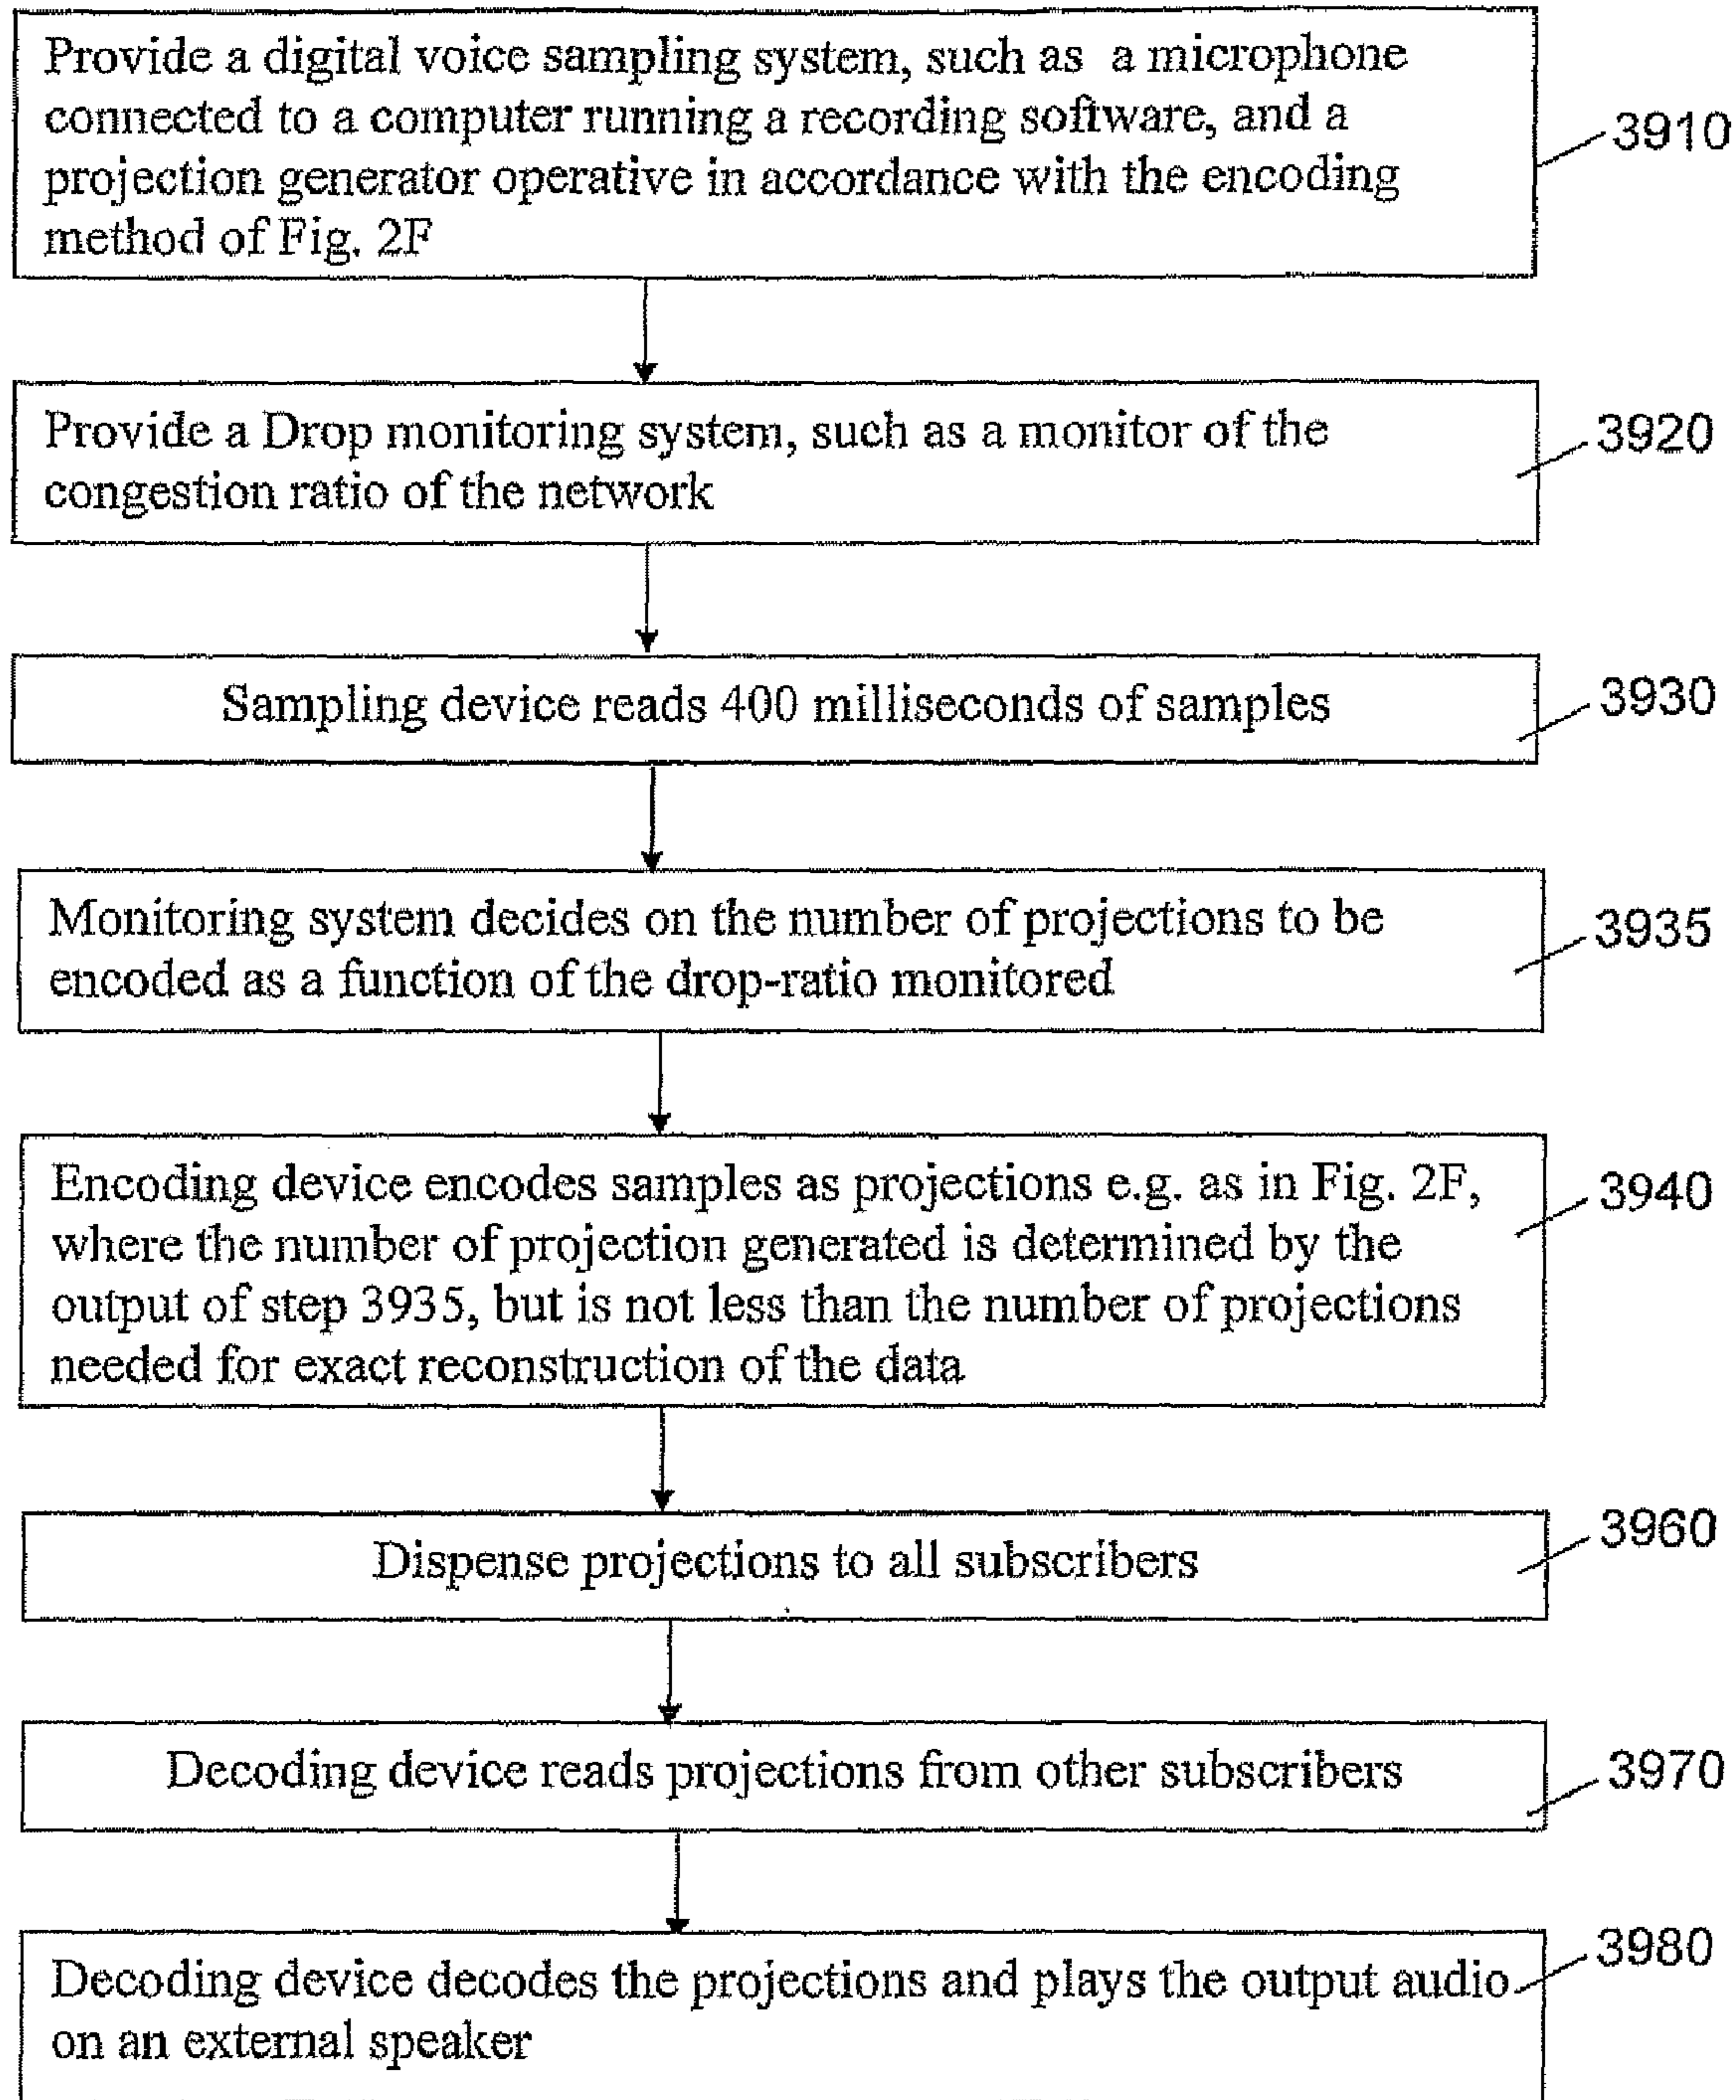 Provide a digital voice sampling system, such as a microphone
connected to a computer running a recording software, and a
projection generator operative in accordance with the encoding
method of Fig. 2F
3910
Provide a Drop monitoring system, such as a monitor of the
congestion ratio of the network
3920
Sampling device reads 400 milliseconds of samples
3930
Monitoring system decides on the number of projections to be
encoded as a function of the drop-ratio monitored
3935
Encoding device encodes samples as projections e.g. as in Fig. 2F,
where the number of projection generated is determined by the
output of step 3935, but is not less than the number of projections
needed for exact reconstruction of the data
3940
Dispense projections to all subscribers
3960
Decoding device reads projections from other subscribers
3970
Decoding device decodes the projections and plays the output audio
on an external speaker
3980